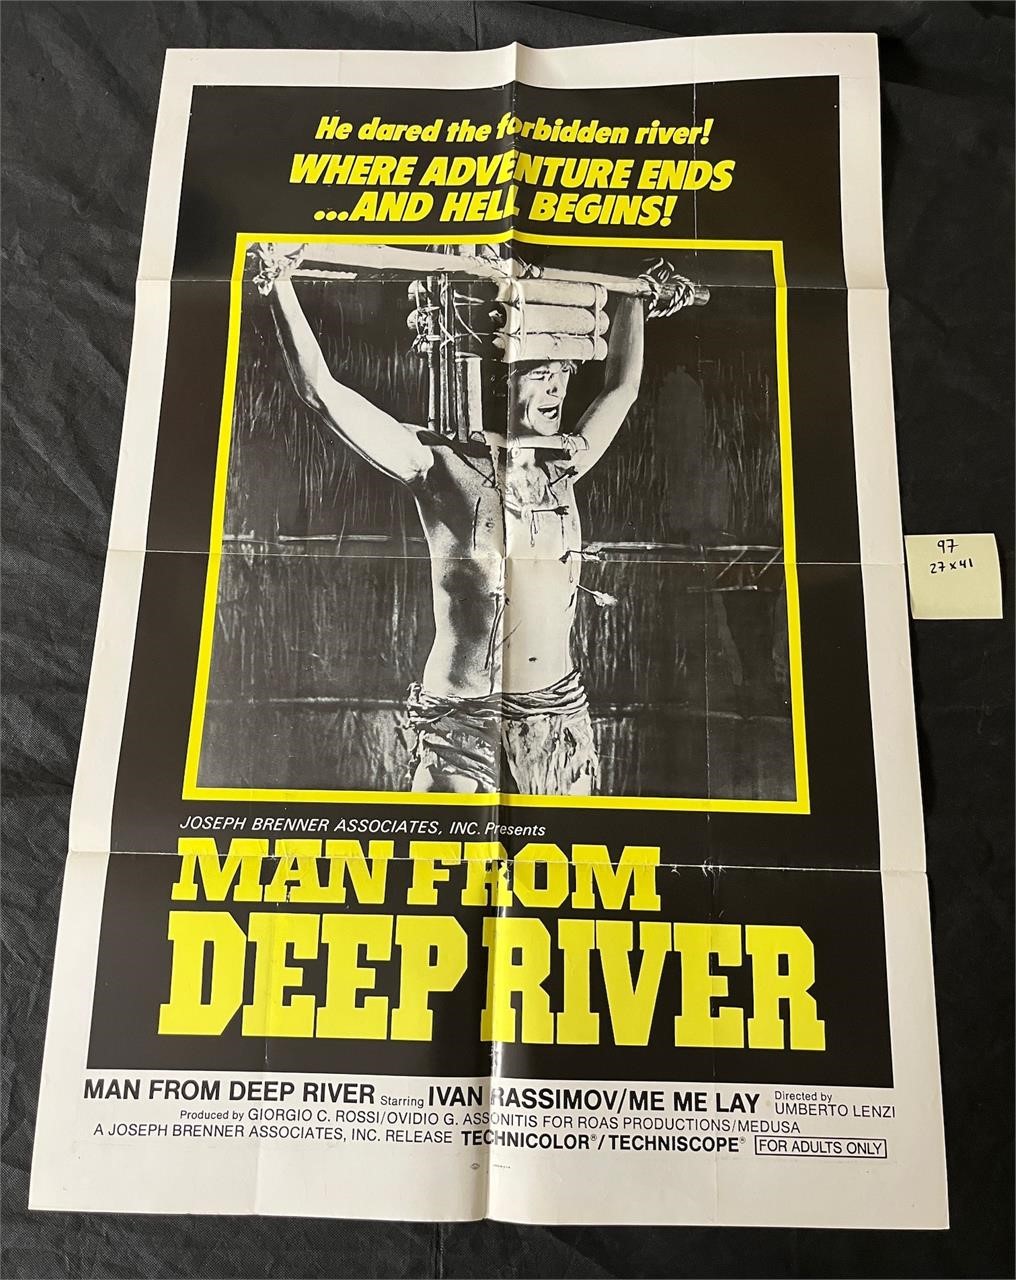 He dared the forbidden river!
WHERE ADVENTURE ENDS
...AND HELL BEGINS!
97
27x41
JOSEPH BRENNER ASSOCIATES, INC. Presents
MAN FROM
DEEP RIVER
MAN FROM DEEP RIVER Starring IVAN RASSIMOV/ME ME LAY Directed by UMBERTO LENZI
Produced by GIORGIO C. ROSSI/OVIDIO G. ASSONITIS FOR ROAS PRODUCTIONS/MEDUSA
A JOSEPH BRENNER ASSOCIATES, INC. RELEASE TECHNICOLOR®/TECHNISCOPE® FOR ADULTS ONLY